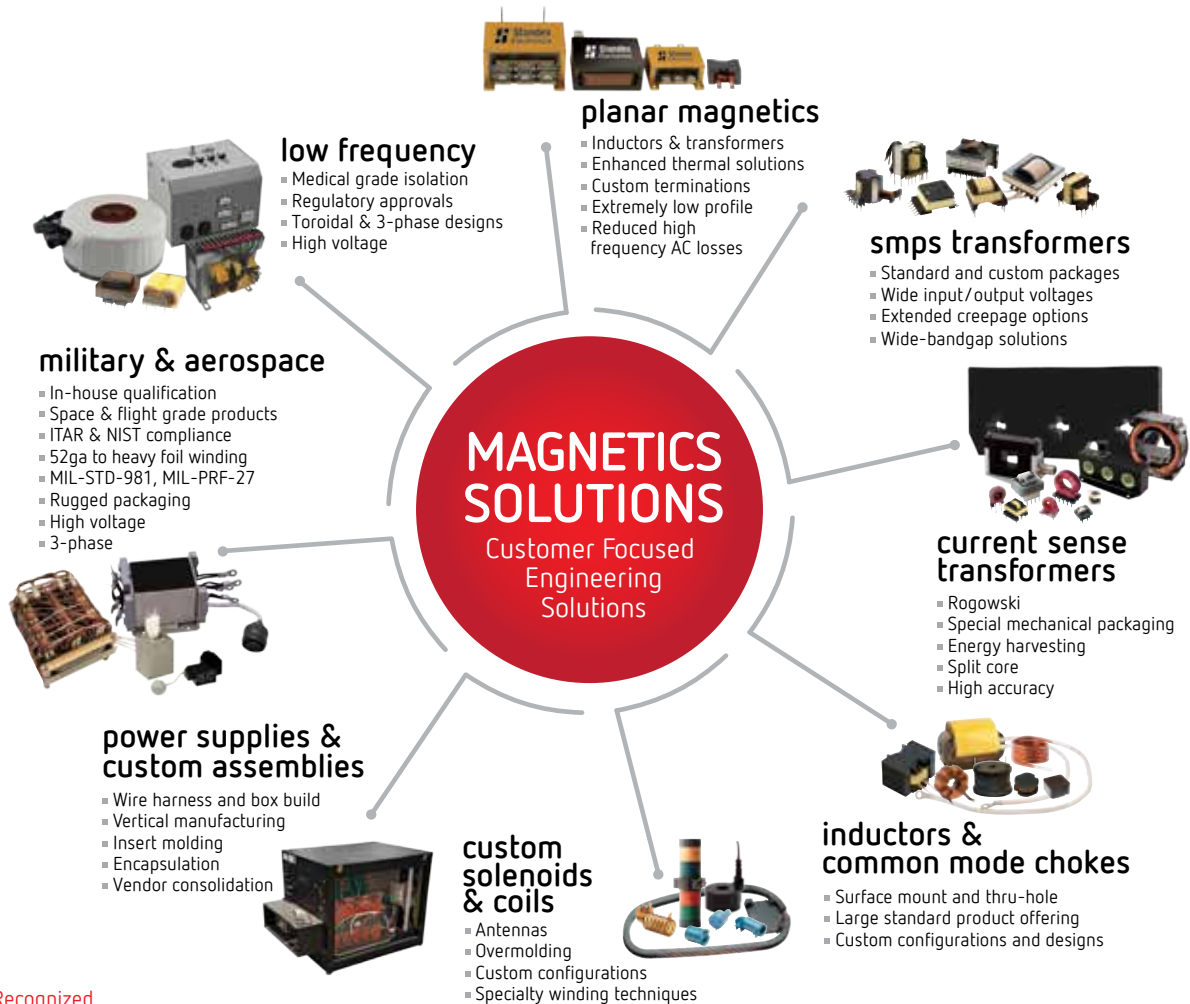 Standex
Electronics
Standex
Electronics
Standex
planar magnetics
Inductors & transformers
Enhanced thermal solutions
Custom terminations
Extremely low profile
Reduced high
frequency AC losses
low frequency
Medical grade isolation
Regulatory approvals
Toroidal & 3-phase designs
High voltage
smps transformers
Standard and custom packages
Wide input/output voltages
Extended creepage options
Wide-bandgap solutions
military & aerospace
In-house qualification
Space & flight grade products
ITAR & NIST compliance
52ga to heavy foil winding
MIL-STD-981, MIL-PRF-27
Rugged packaging
High voltage
3-phase
MAGNETICS
SOLUTIONS
Customer Focused
Engineering
Solutions
current sense
transformers
Rogowski
Special mechanical packaging
Energy harvesting
Split core
High accuracy
power supplies &
custom assemblies
Wire harness and box build
Vertical manufacturing
Insert molding
Encapsulation
Vendor consolidation
custom
solenoids
& coils
Antennas
Overmolding
Custom configurations
Specialty winding techniques
inductors &
common mode chokes
Surface mount and thru-hole
Large standard product offering
Custom configurations and designs
Recognized